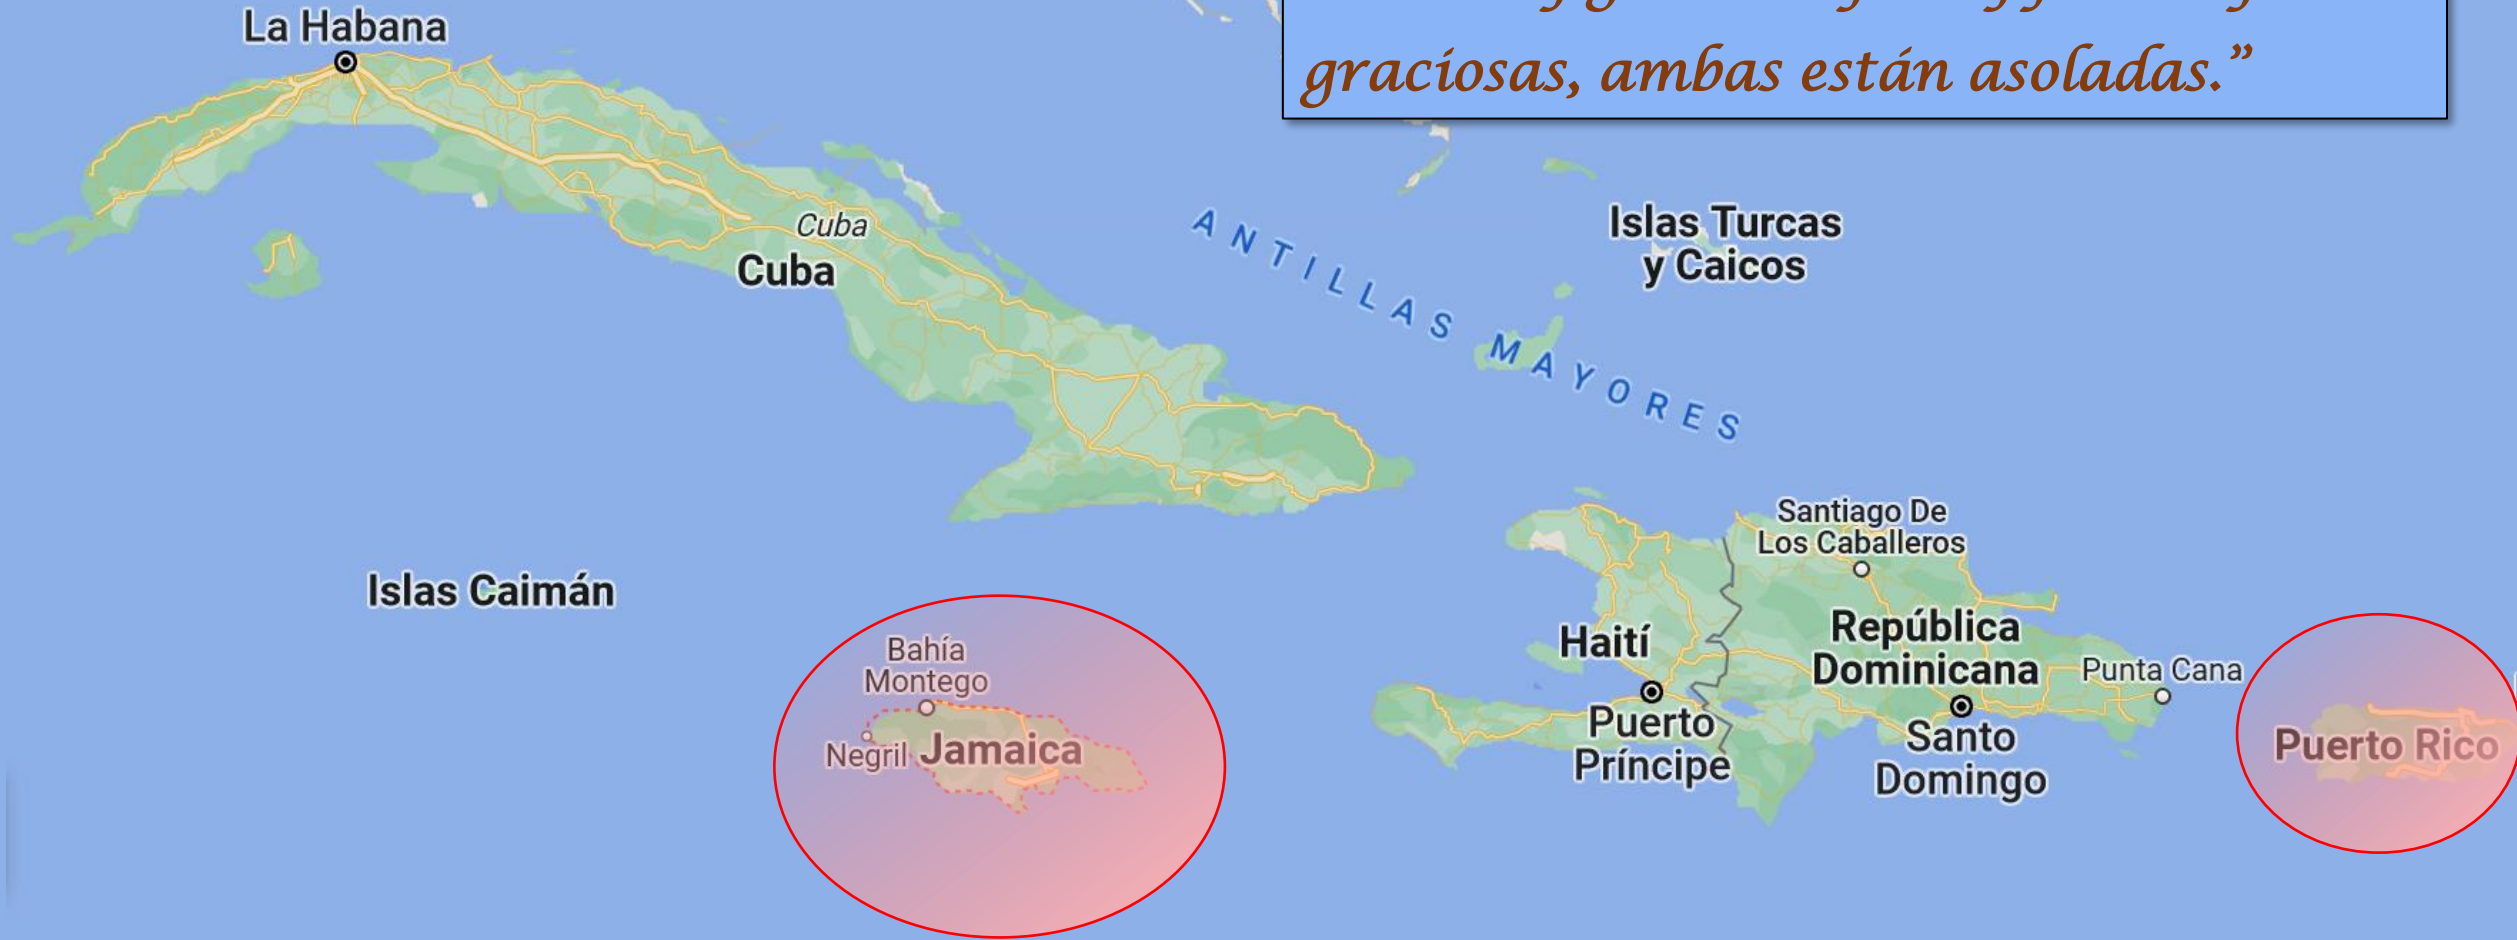 La Habana
graciosas, ambas están asoladas.”
Cuba
Cuba
ANTILLAS MAYORES
Islas Turcas
y Caicos
Islas Caimán
Santiago De
Los Caballeros
Haití
República
Dominicana
Punta Cana
Puerto
Príncipe
Santo
Domingo
Bahía
Montego
Negril
Jamaica
Puerto Rico